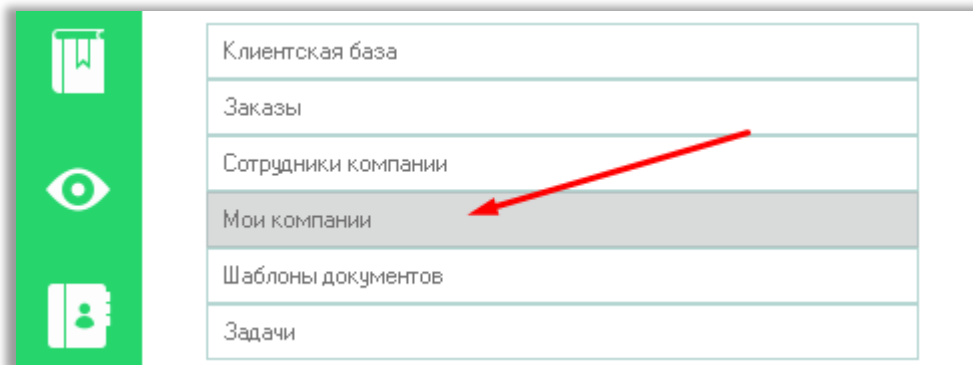 Клиентская база
Заказы
Сотрудники компании
Мои компании
Шаблоны документов
Задачи